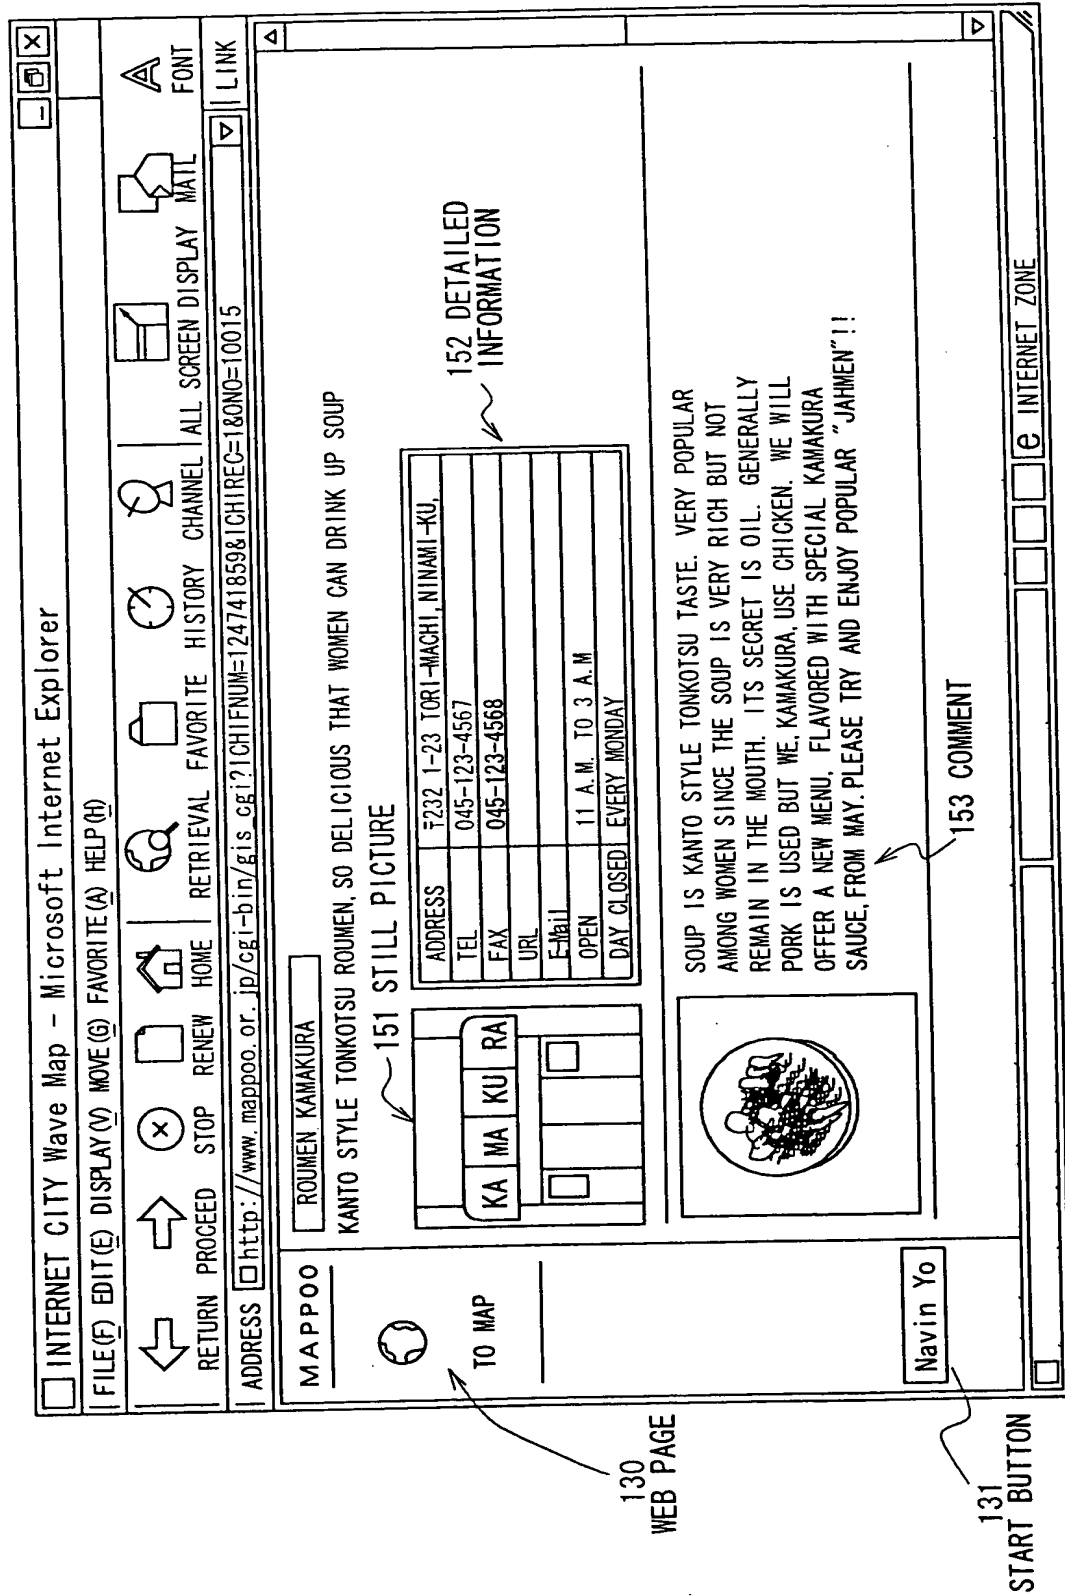 INTERNET CITY Wave Map - Microsoft Internet Explorer
FILE(F) EDIT(E) DISPLAY(V) MOVE(G) FAVORITE(A) HELP(H)
RETURN PROCEED STOP RENEW HOME RETRIEVAL FAVORITE HISTORY CHANNEL ALL SCREEN DISPLAY MAIL FONT
ADDRESS http://www.mappoo.or.jp/cgi-bin/gis_cgi?ICHIFNUM=12474185９&ICHIREC=1&ONO=10015 LINK
MAPPOO
TO MAP
Navin Yo
ROUMEN KAMAKURA
KANTO STYLE TONKOTSU ROUMEN, SO DELICIOUS THAT WOMEN CAN DRINK UP SOUP
151 STILL PICTURE
KA MA KU RA
ADDRESS 〒232 1-23 TORI-MACHI, NINAMI-KU,
TEL 045-123-4567
FAX 045-123-4568
URL
E-Mail
OPEN 11 A.M. TO 3 A.M
DAY CLOSED EVERY MONDAY
152 DETAILED
INFORMATION
SOUP IS KANTO STYLE TONKOTSU TASTE. VERY POPULAR
AMONG WOMEN SINCE THE SOUP IS VERY RICH BUT NOT
REMAIN IN THE MOUTH. ITS SECRET IS OIL. GENERALLY
PORK IS USED BUT WE, KAMAKURA, USE CHICKEN. WE WILL
OFFER A NEW MENU, FLAVORED WITH SPECIAL KAMAKURA
SAUCE, FROM MAY. PLEASE TRY AND ENJOY POPULAR "JAHMEN"!!
153 COMMENT
e INTERNET ZONE
130
WEB PAGE
131
START BUTTON